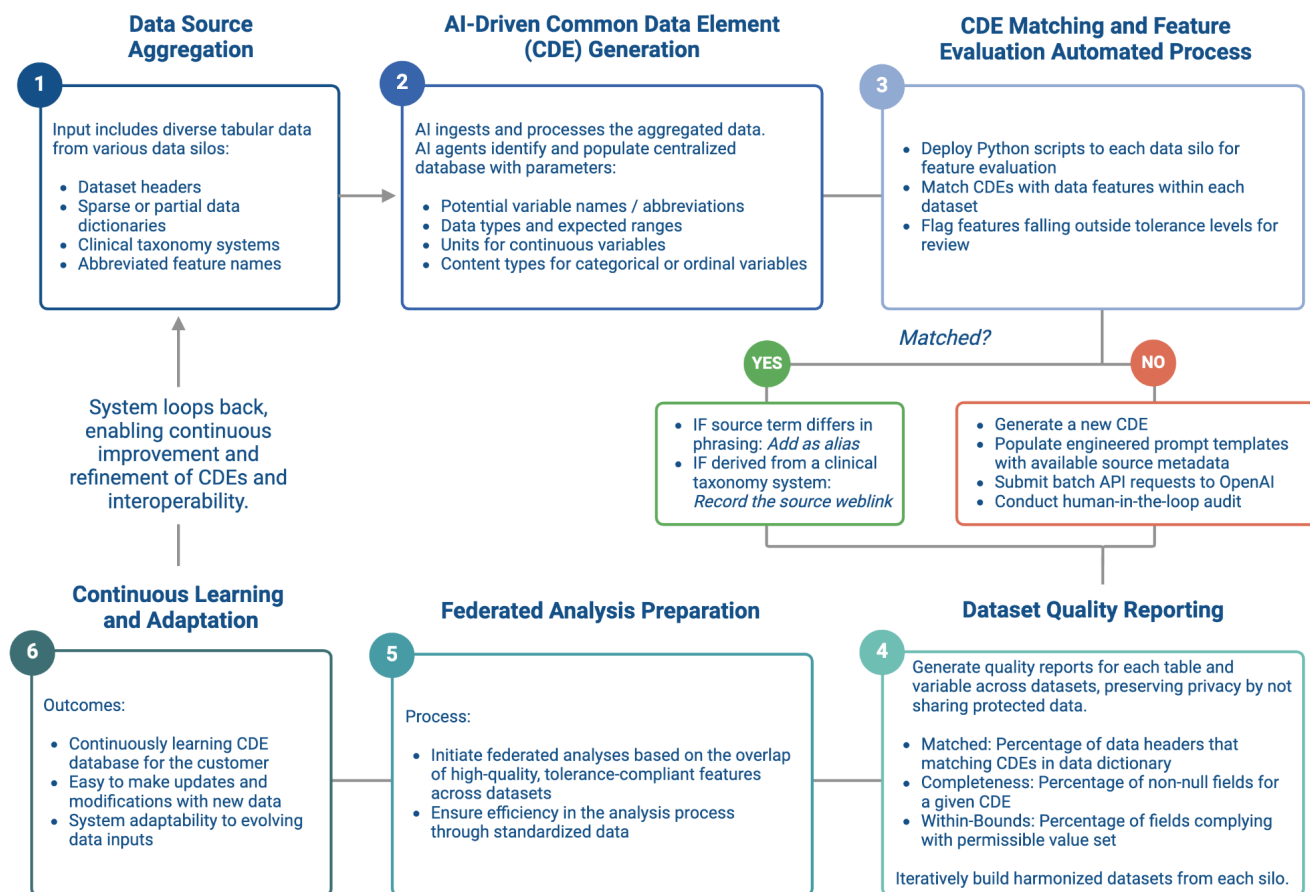 Data Source
Aggregation
1
Input includes diverse tabular data
from various data silos:
• Dataset headers
• Sparse or partial data
dictionaries
• Clinical taxonomy systems
• Abbreviated feature names
AI-Driven Common Data Element
(CDE) Generation
2
AI ingests and processes the aggregated data.
AI agents identify and populate centralized
database with parameters:
• Potential variable names / abbreviations
• Data types and expected ranges
• Units for continuous variables
• Content types for categorical or ordinal variables
CDE Matching and Feature
Evaluation Automated Process
3
• Deploy Python scripts to each data silo for
feature evaluation
• Match CDEs with data features within each
dataset
• Flag features falling outside tolerance levels for
review
Matched?
YES
• IF source term differs in
phrasing: Add as alias
• IF derived from a clinical
taxonomy system:
Record the source weblink
NO
• Generate a new CDE
• Populate engineered prompt templates
with available source metadata
• Submit batch API requests to OpenAI
• Conduct human-in-the-loop audit
Dataset Quality Reporting
4
Generate quality reports for each table and
variable across datasets, preserving privacy by not
sharing protected data.
• Matched: Percentage of data headers that
matching CDEs in data dictionary
• Completeness: Percentage of non-null fields for
a given CDE
• Within-Bounds: Percentage of fields complying
with permissible value set
Iteratively build harmonized datasets from each silo.
Federated Analysis Preparation
5
Process:
• Initiate federated analyses based on the overlap
of high-quality, tolerance-compliant features
across datasets
• Ensure efficiency in the analysis process
through standardized data
Continuous Learning
and Adaptation
6
Outcomes:
• Continuously learning CDE
database for the customer
• Easy to make updates and
modifications with new data
• System adaptability to evolving
data inputs
System loops back,
enabling continuous
improvement and
refinement of CDEs and
interoperability.